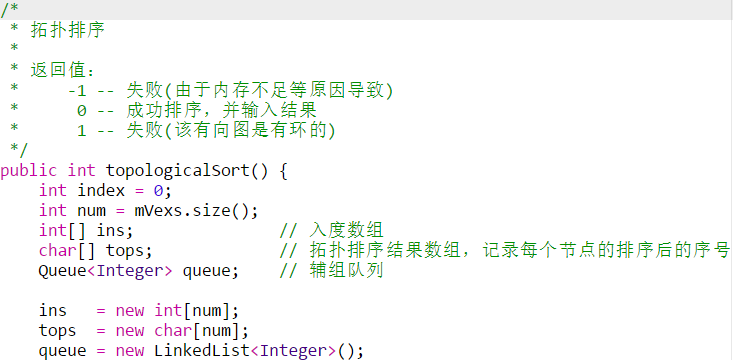 /*
 * 拓扑排序
 *
 * 返回值：
 *     -1 -- 失败(由于内存不足等原因导致)
 *      0 -- 成功排序，并输入结果
 *      1 -- 失败(该有向图是有环的)
 */
public int topologicalSort() {
    int index = 0;
    int num = mVexs.size();
    int[] ins;               // 入度数组
    char[] tops;             // 拓扑排序结果数组，记录每个节点的排序后的序号
    Queue<Integer> queue;    // 辅组队列
    ins   = new int[num];
    tops  = new char[num];
    queue = new LinkedList<Integer>();